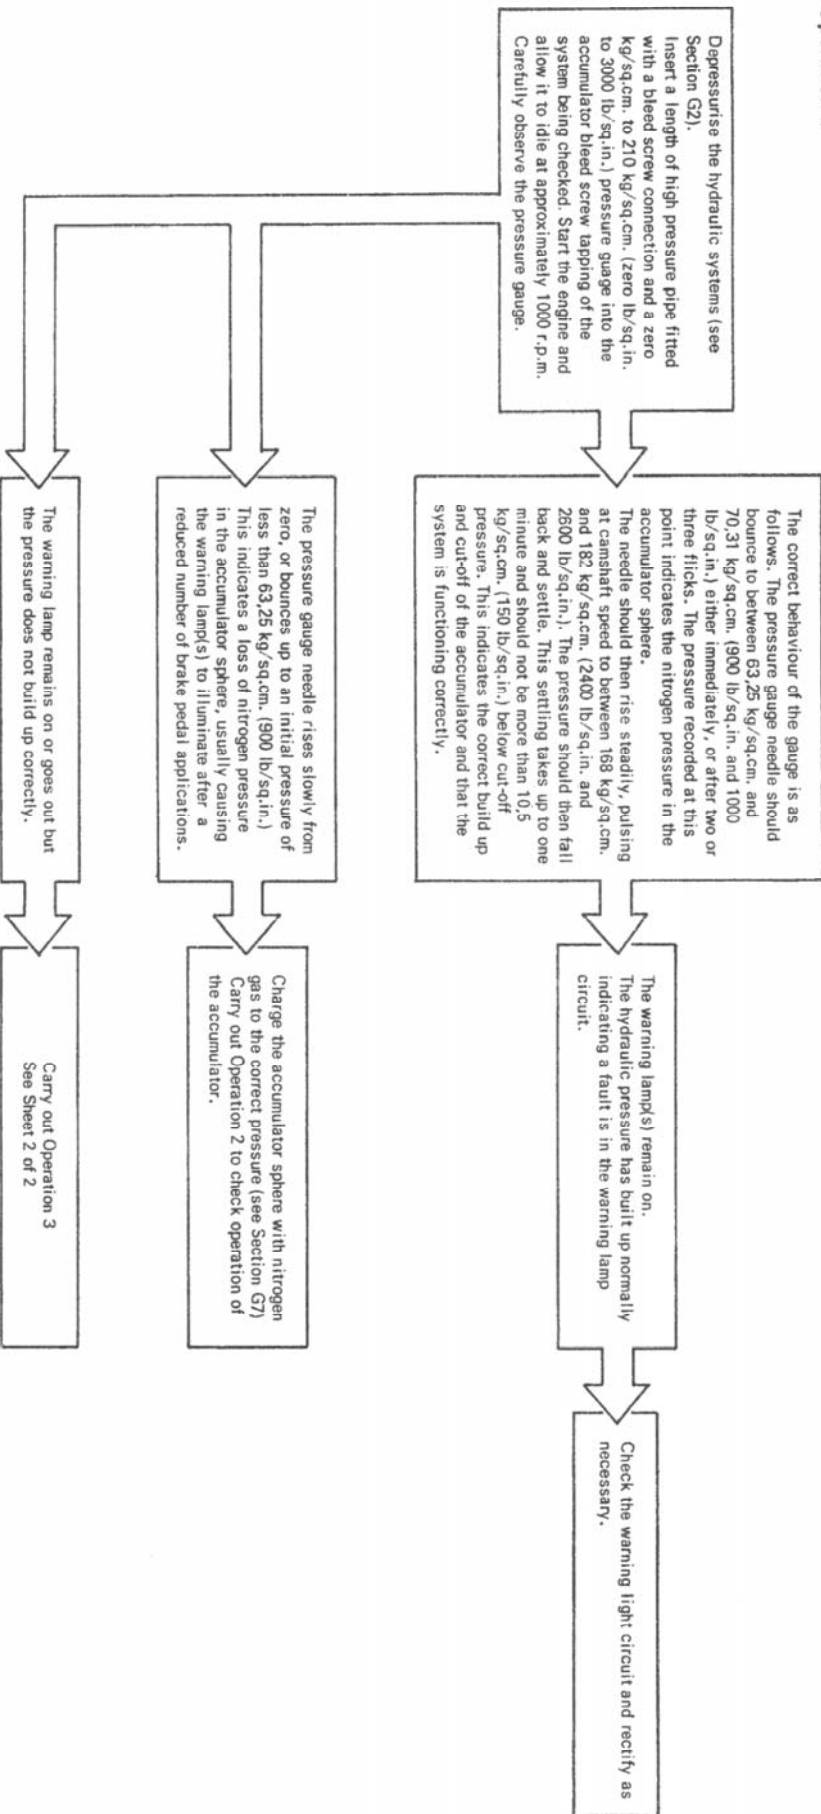 Depressurise the hydraulic systems (see
Section G2).
Insert a length of high pressure pipe fitted
with a bleed screw connection and a zero
kg/sq.cm. to 210 kg/sq.cm. (zero lb/sq.in.
to 3000 lb/sq.in.) pressure guage into the
accumulator bleed screw tapping of the
system being checked. Start the engine and
allow it to idle at approximately 1000 r.p.m.
Carefully observe the pressure gauge.
The correct behaviour of the gauge is as
follows. The pressure gauge needle should
bounce to between 63,25 kg/sq.cm. and
70,31 kg/sq.cm. (900 lb/sq.in. and 1000
lb/sq.in.) either immediately, or after two or
three flicks. The pressure recorded at this
point indicates the nitrogen pressure in the
accumulator sphere.
The needle should then rise steadily, pulsing
at camshaft speed to between 168 kg/sq.cm.
and 182 kg/sq.cm. (2400 lb/sq.in. and
2600 lb/sq.in.). The pressure should then fall
back and settle. This settling takes up to one
minute and should not be more than 10,5
kg/sq.cm. (150 lb/sq.in.) below cut-off
pressure. This indicates the correct build up
and cut-off of the accumulator and that the
system is functioning correctly.
The warning lamp(s) remain on.
The hydraulic pressure has built up normally
indicating a fault is in the warning lamp
circuit.
Check the warning light circuit and rectify as
necessary.
The pressure gauge needle rises slowly from
zero, or bounces up to an initial pressure of
less than 63,25 kg/sq.cm. (900 lb/sq.in.)
This indicates a loss of nitrogen pressure
in the accumulator sphere, usually causing
the warning lamp(s) to illuminate after a
reduced number of brake pedal applications.
Charge the accumulator sphere with nitrogen
gas to the correct pressure (see Section G7)
Carry out Operation 2 to check operation of
the accumulator.
The warning lamp remains on or goes out but
the pressure does not build up correctly.
Carry out Operation 3
See Sheet 2 of 2